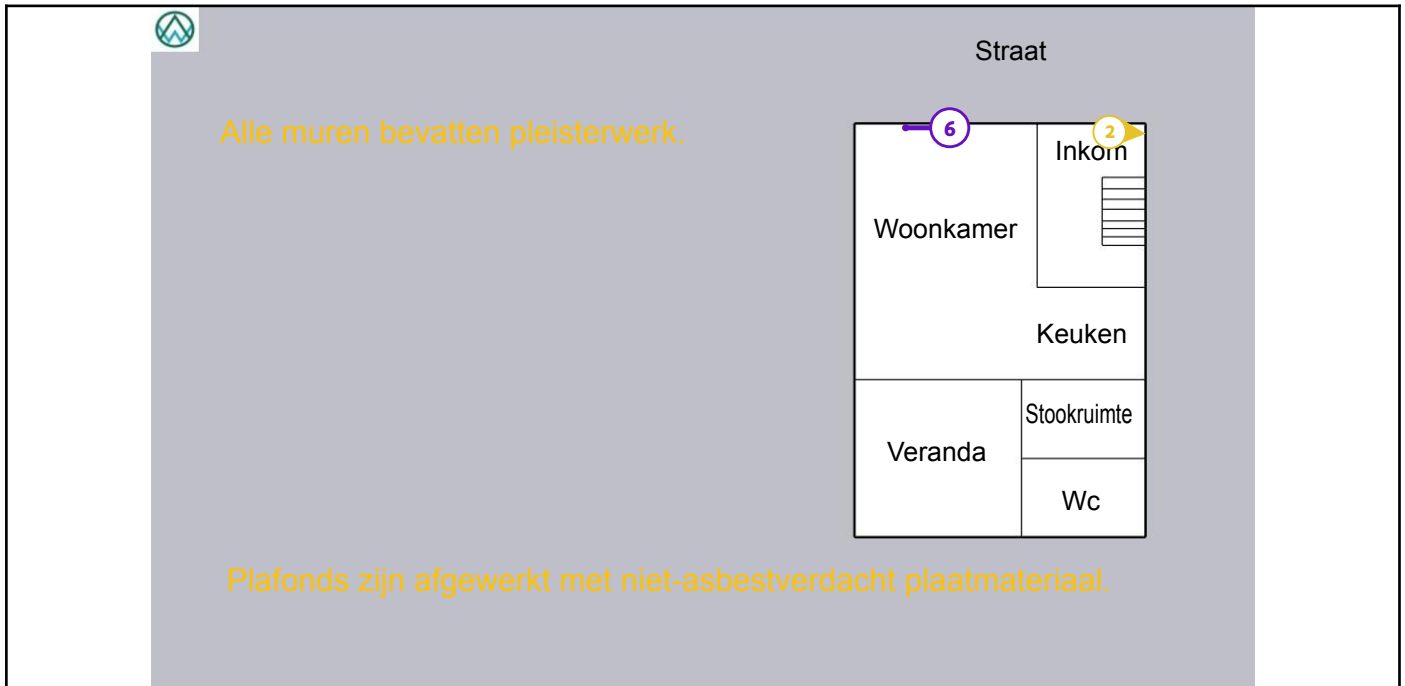 Straat
Alle muren bevatten pleisterwerk.
6
2
Inkom
Woonkamer
Keuken
Stookruimte
Veranda
Wc
Plafonds zijn afgewerkt met niet-asbestverdacht plaatmateriaal.